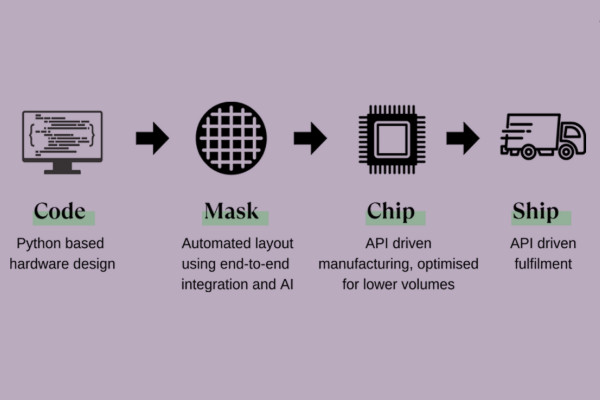 Code
Python based
hardware design
Mask
Automated layout
using end-to-end
integration and AI
Chip
API driven
manufacturing, optimised
for lower volumes
Ship
API driven
fulfilment